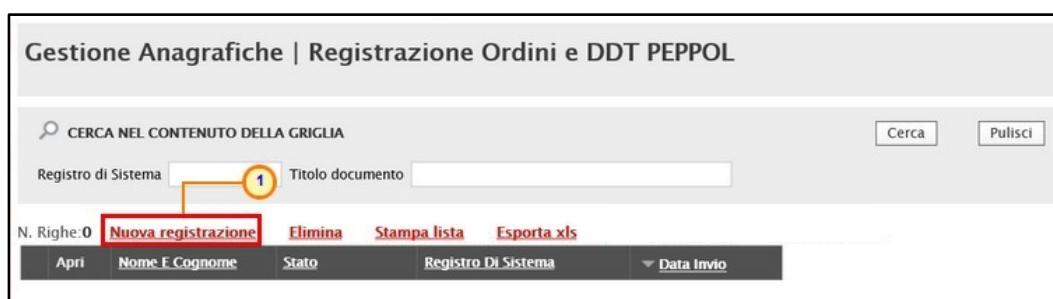 Gestione Anagrafiche | Registrazione Ordini e DDT PEPPOL
CERCA NEL CONTENUTO DELLA GRIGLIA Cerca Pulisci
Registro di Sistema 1 Titolo documento
N. Righe:0 Nuova registrazione Elimina Stampa lista Esporta xls
Apri Nome E Cognome Stato Registro Di Sistema Data Invio